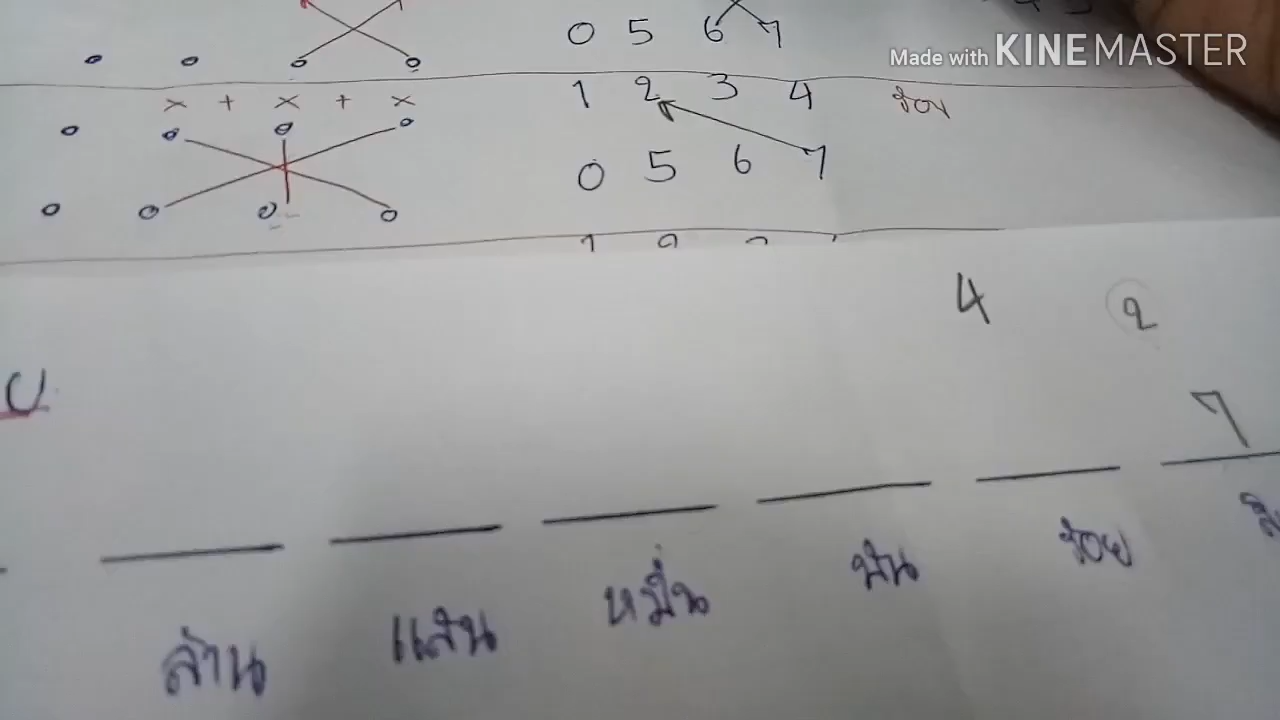 0 5 6 7
Made with KINEMASTER
x + x + x
1 2 3 4 ร้อย
0 5 6 7
4 2
7
ล้าน แสน หมื่น พัน ร้อย